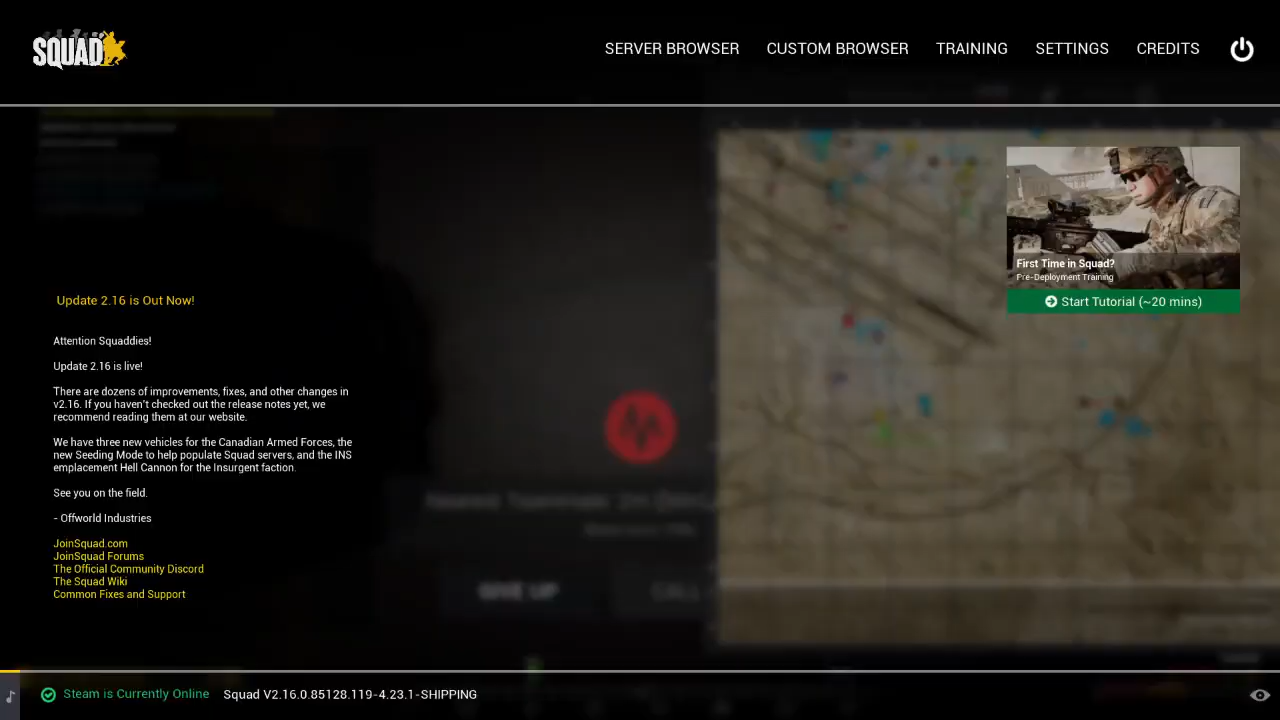 SQUAD
SERVER BROWSER CUSTOM BROWSER TRAINING SETTINGS CREDITS
First Time in Squad?
Pre-Deployment Training
Start Tutorial (~20 mins)
Update 2.16 is Out Now!
Attention Squaddies!
Update 2.16 is live!
There are dozens of improvements, fixes, and other changes in
v2.16. If you haven't checked out the release notes yet, we
recommend reading them at our website.
We have three new vehicles for the Canadian Armed Forces, the
new Seeding Mode to help populate Squad servers, and the INS
emplacement Hell Cannon for the Insurgent faction.
See you on the field.
- Offworld Industries
JoinSquad.com
JoinSquad Forums
The Official Community Discord
The Squad Wiki
Common Fixes and Support
GIVE UP
Steam is Currently Online Squad V2.16.0.85128.119-4.23.1-SHIPPING